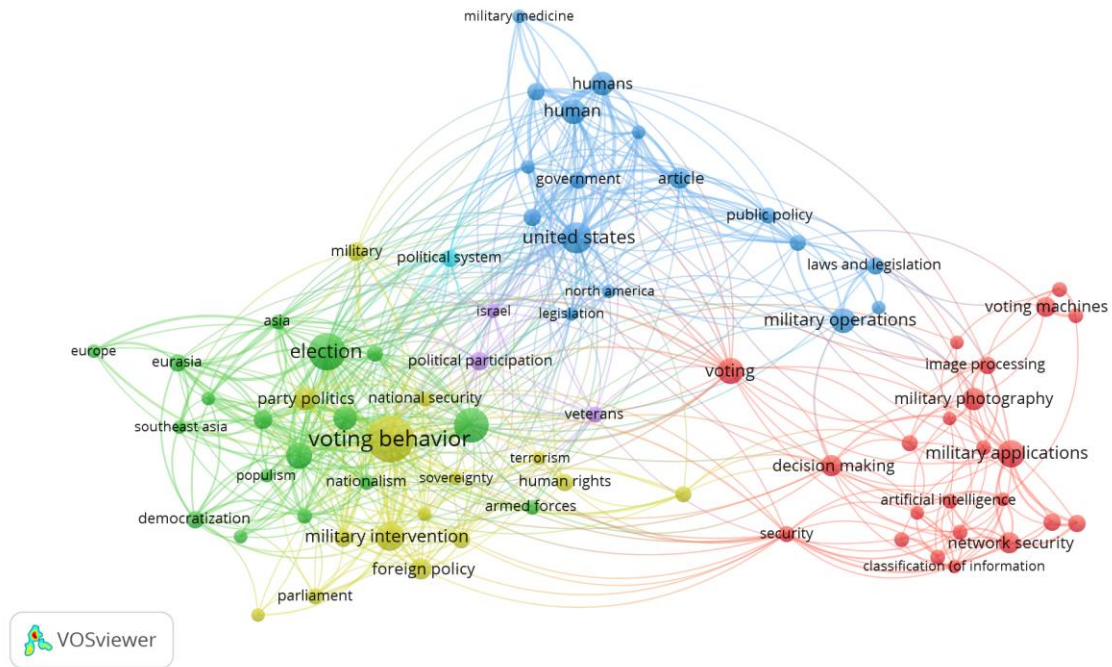 military medicine
humans
human
government
article
public policy
united states
military
political system
laws and legislation
north america
israel
legislation
military operations
voting machines
asia
europe
election
eurasia
political participation
voting
image processing
party politics
national security
military photography
veterans
southeast asia
voting behavior
terrorism
decision making
military applications
populism
nationalism
sovereignty
human rights
artificial intelligence
democratization
armed forces
military intervention
security
network security
foreign policy
classification (of information
parliament
VOSviewer